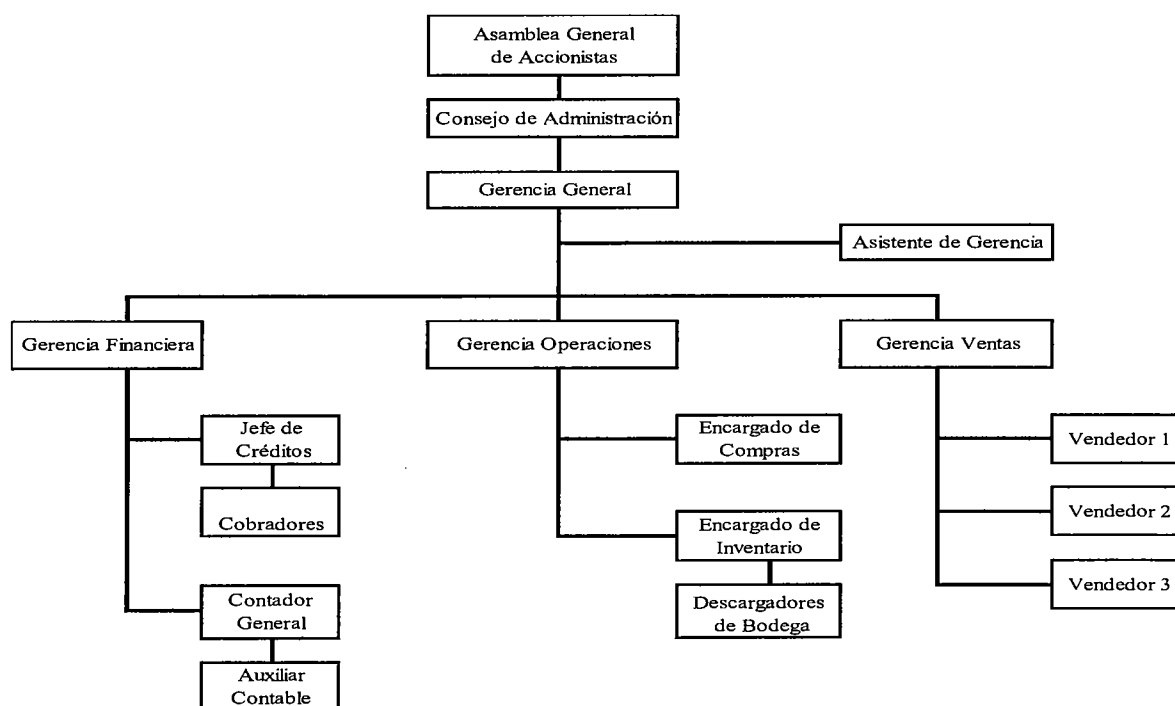 Asamblea General
de Accionistas
Consejo de Administración
Gerencia General
Asistente de Gerencia
Gerencia Financiera
Gerencia Operaciones
Gerencia Ventas
Jefe de
Créditos
Cobradores
Contador
General
Auxiliar
Contable
Encargado de
Compras
Encargado de
Inventario
Descargadores
de Bodega
Vendedor 1
Vendedor 2
Vendedor 3